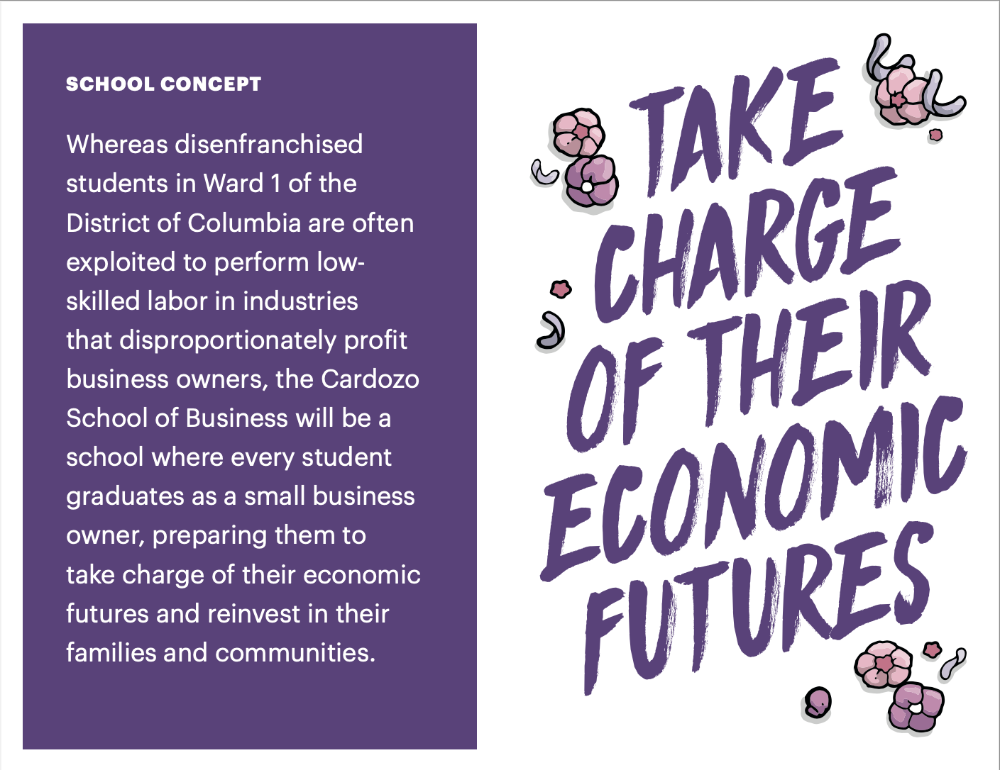 SCHOOL CONCEPT
Whereas disenfranchised
students in Ward 1 of the
District of Columbia are often
exploited to perform low-
skilled labor in industries
that disproportionately profit
business owners, the Cardozo
School of Business will be a
school where every student
graduates as a small business
owner, preparing them to
take charge of their economic
futures and reinvest in their
families and communities.
TAKE
CHARGE
OF THEIR
ECONOMIC
FUTURES